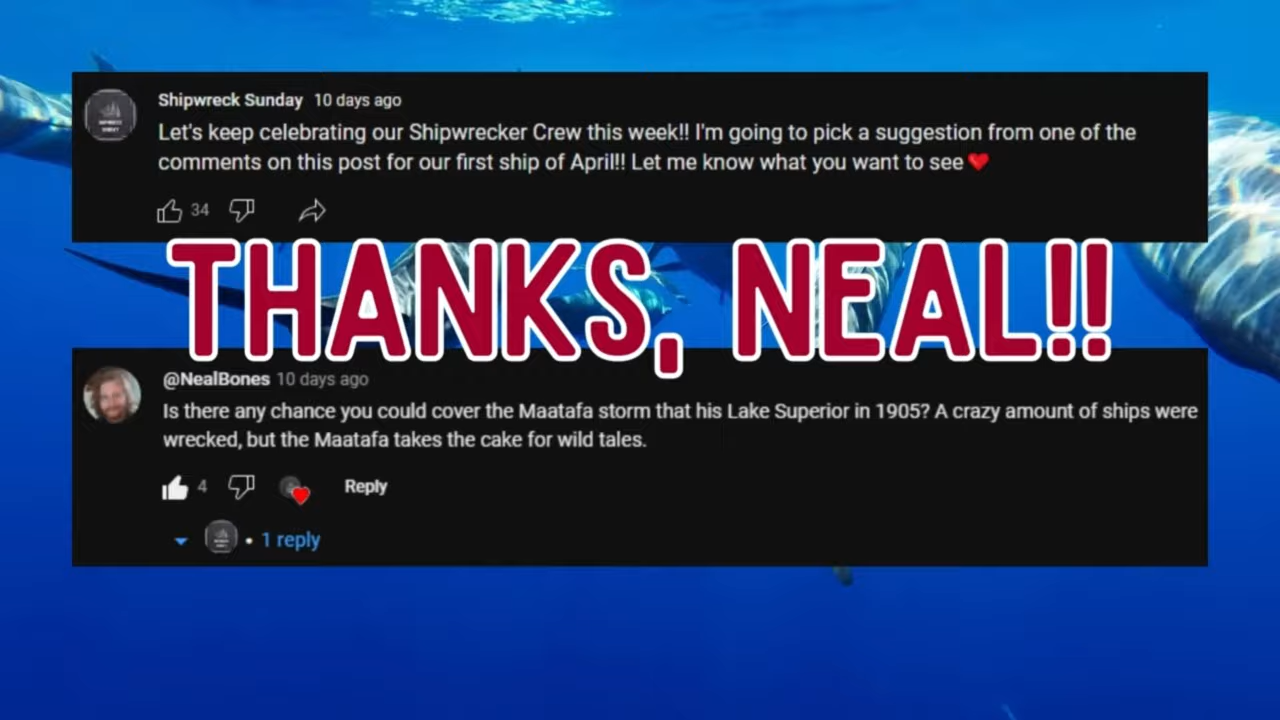 Shipwreck Sunday 10 days ago
Let's keep celebrating our Shipwrecker Crew this week!! I'm going to pick a suggestion from one of the
comments on this post for our first ship of April!! Let me know what you want to see❤️
34
THANKS, NEAL!!
@NealBones 10 days ago
Is there any chance you could cover the Maatafa storm that his Lake Superior in 1905? A crazy amount of ships were
wrecked, but the Maatafa takes the cake for wild tales.
4 Reply
• 1 reply